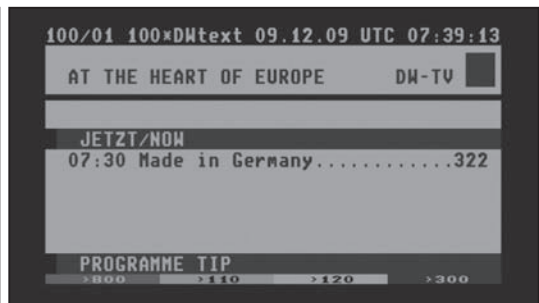 100/01 100*DWtext 09.12.09 UTC 07:39:13
AT THE HEART OF EUROPE DW-TV
JETZT/NOW
07:30 Made in Germany............322
PROGRAMME TIP
>800 >110 >120 >300